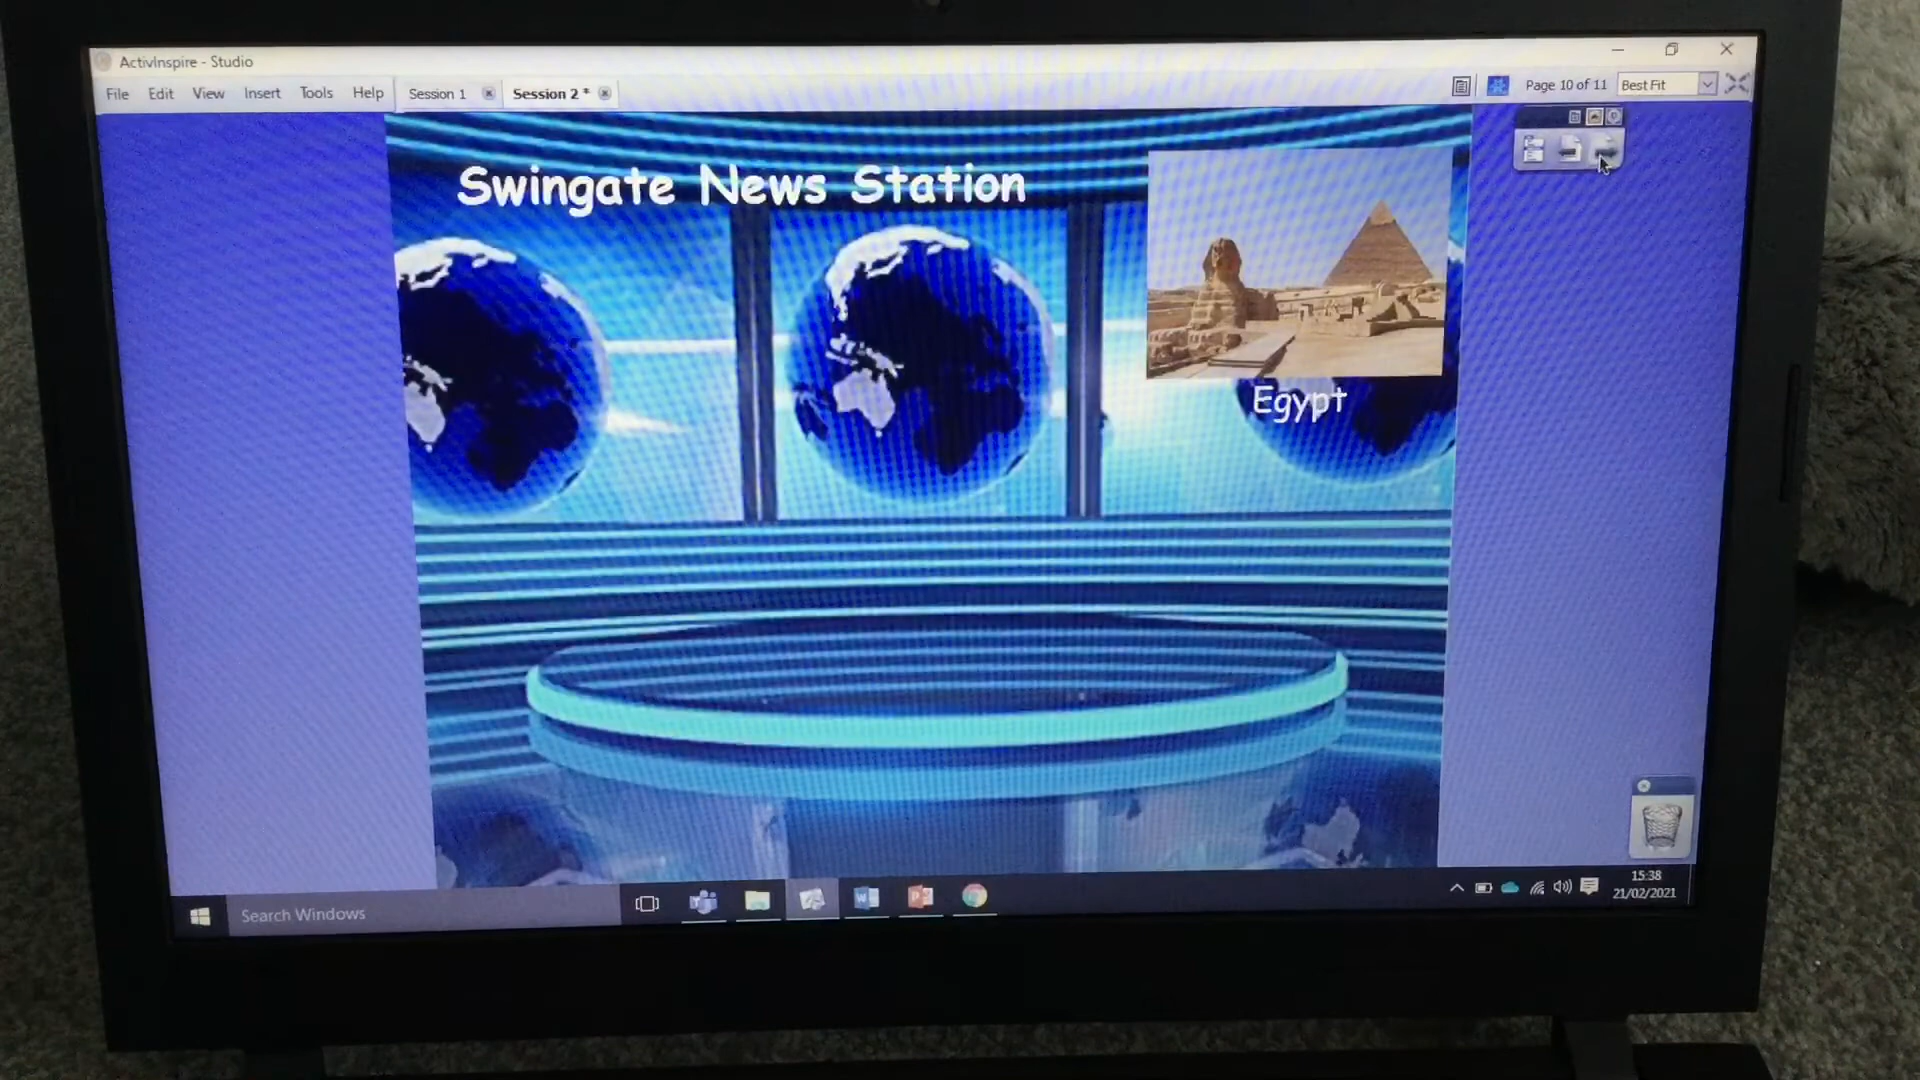 ActivInspire - Studio
File Edit View Insert Tools Help Session 1 Session 2 * Page 10 of 11 Best Fit
Swingate News Station
Egypt
Search Windows
15:38
21/02/2021